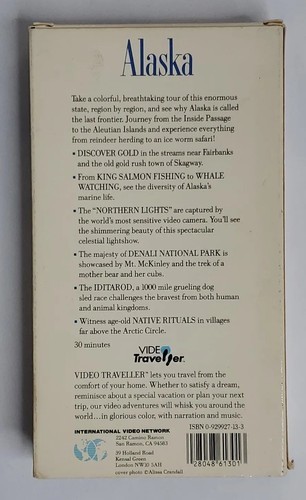 Alaska
Take a colorful, breathtaking tour of this enormous
state, region by region, and see why Alaska is called
the last frontier. Journey from the Inside Passage
to the Aleutian Islands and experience everything
from reindeer herding to an ice worm safari!
• DISCOVER GOLD in the streams near Fairbanks
and the old gold rush town of Skagway.
• From KING SALMON FISHING to WHALE
WATCHING, see the diversity of Alaska's
marine life.
• The "NORTHERN LIGHTS" are captured by
the world's most sensitive video camera. You'll see
the shimmering beauty of this spectacular
celestial lightshow.
• The majesty of DENALI NATIONAL PARK is
showcased by Mt. McKinley and the trek of a
mother bear and her cubs.
• The IDITAROD, a 1000 mile grueling dog
sled race challenges the bravest from both human
and animal kingdoms.
• Witness age-old NATIVE RITUALS in villages
far above the Arctic Circle.
30 minutes
VIDEO
Traveller
VIDEO TRAVELLER™ lets you travel from the
comfort of your home. Whether to satisfy a dream,
reminisce about a special vacation or plan your next
trip, our video adventures will whisk you around the
world…in glorious color, with narration and music.
INTERNATIONAL VIDEO NETWORK
2242 Camino Ramon
San Ramon, CA 94583
39 Holland Road
Kensal Green
London NW10 5AH
cover photo ©Alissa Crandall
ISBN 0-929927-13-3
28048"61301